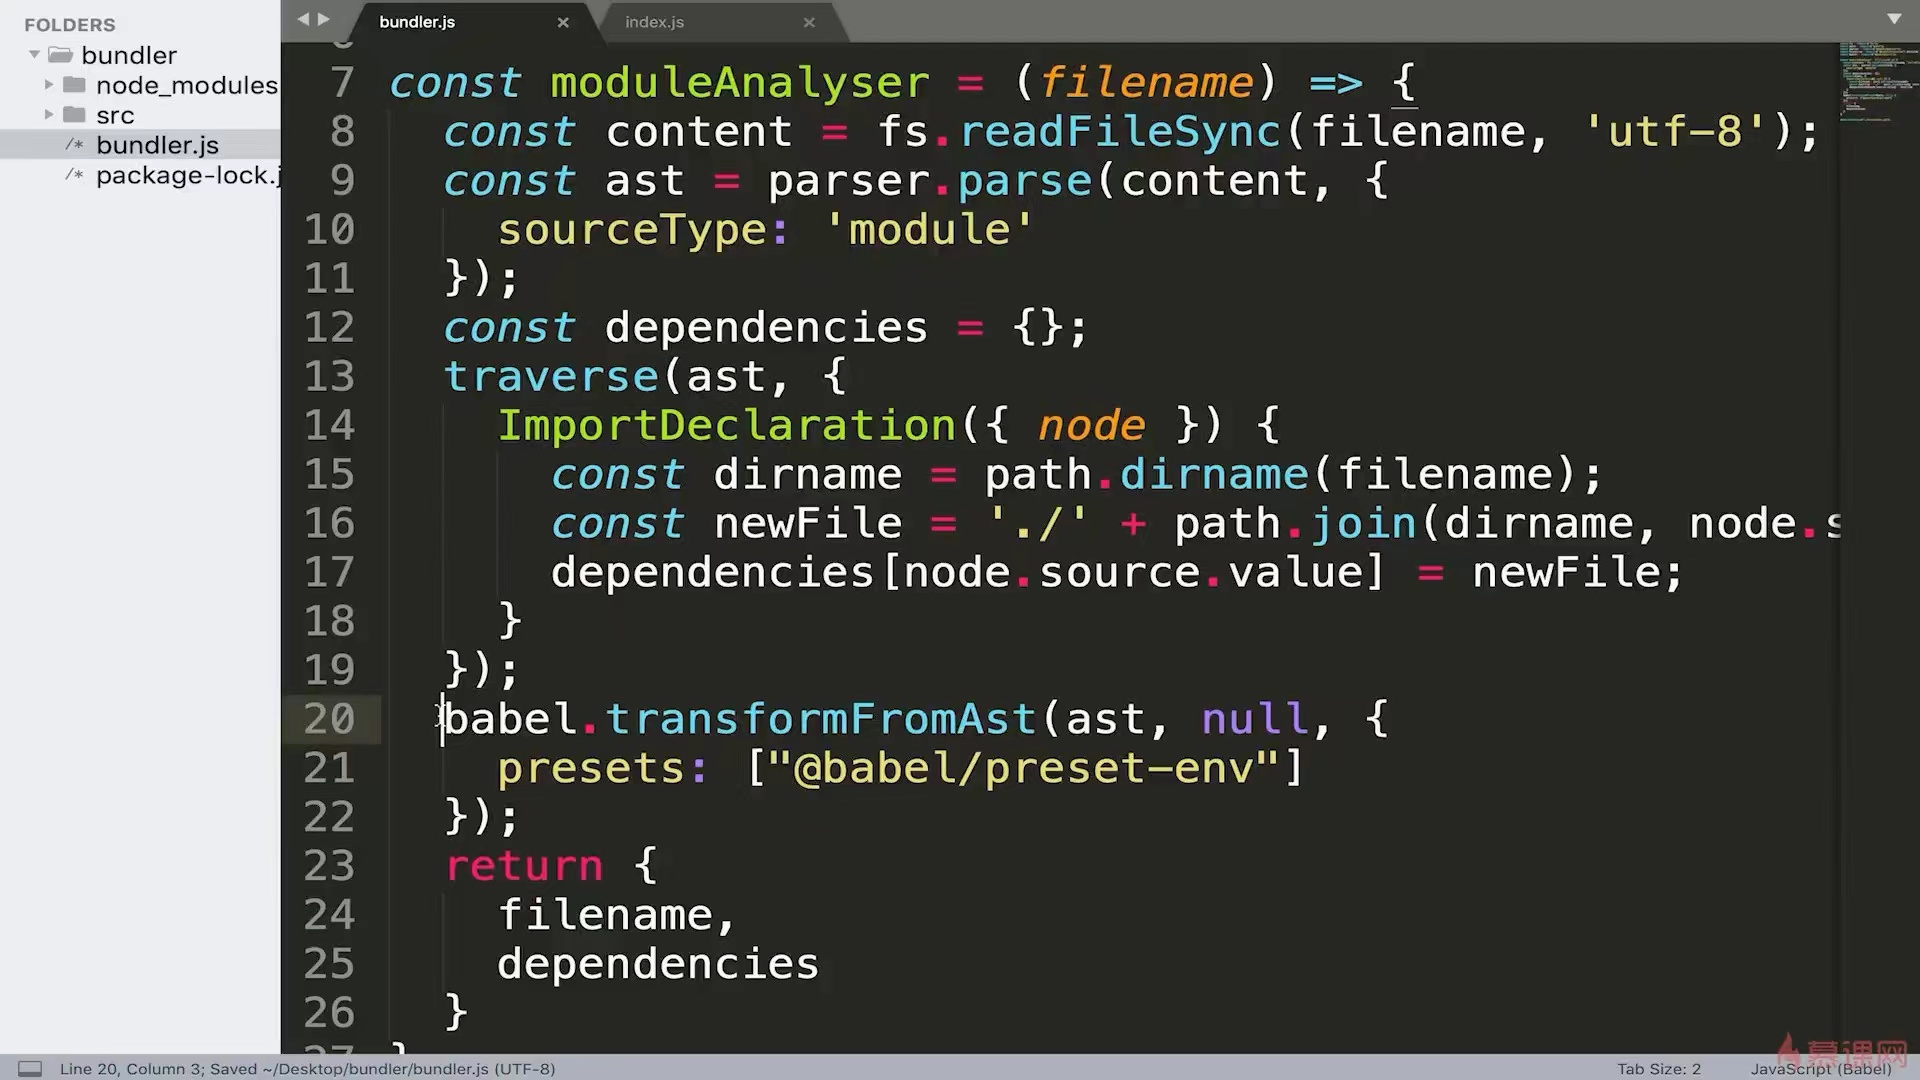 FOLDERS
bundler
node_modules
src
/* bundler.js
/* package-lock.j
bundler.js
index.js
7 const moduleAnalyser = (filename) => {
8 const content = fs.readFileSync(filename, 'utf-8');
9 const ast = parser.parse(content, {
10 sourceType: 'module'
11 });
12 const dependencies = {};
13 traverse(ast, {
14 ImportDeclaration({ node }) {
15 const dirname = path.dirname(filename);
16 const newFile = './' + path.join(dirname, node.s
17 dependencies[node.source.value] = newFile;
18 }
19 });
20 babel.transformFromAst(ast, null, {
21 presets: ["@babel/preset-env"]
22 });
23 return {
24 filename,
25 dependencies
26 }
Line 20, Column 3; Saved ~/Desktop/bundler/bundler.js (UTF-8)
Tab Size: 2
JavaScript (Babel)
慕课网